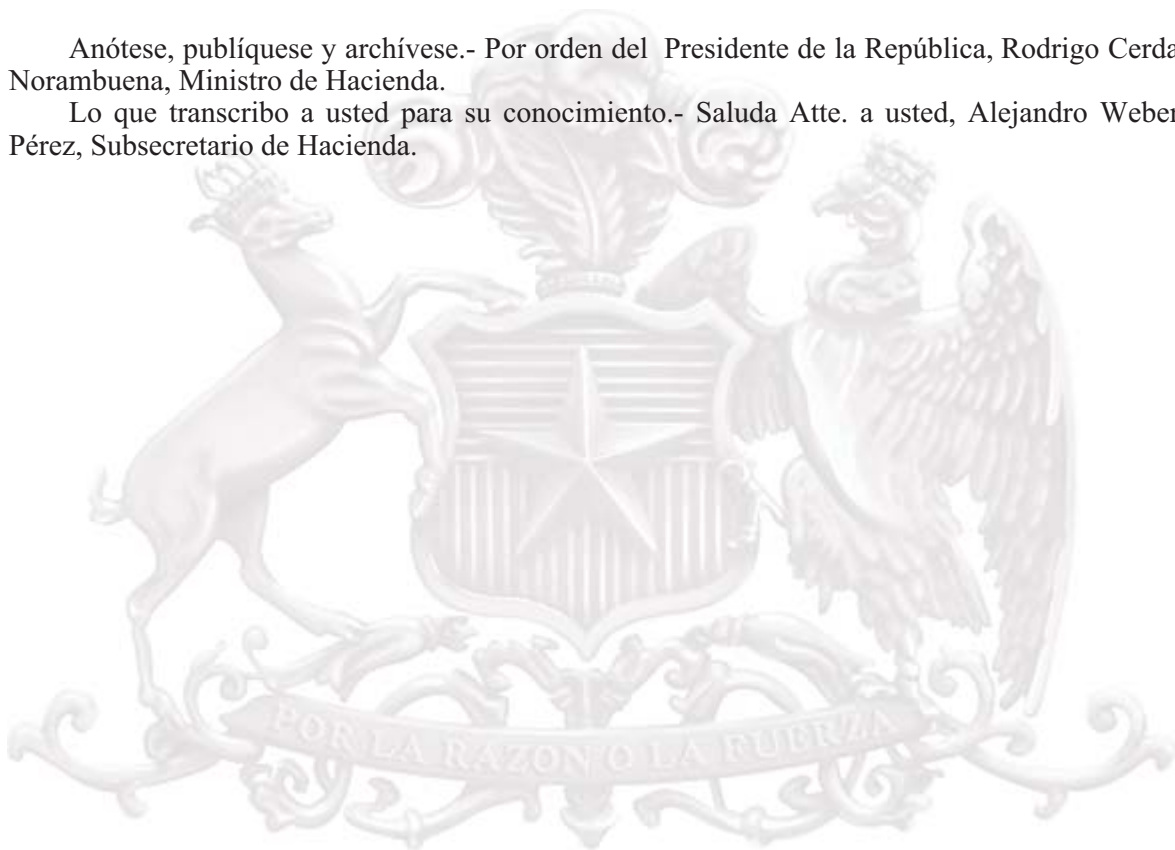 Anótese, publíquese y archívese.- Por orden del Presidente de la República, Rodrigo Cerda
Norambuena, Ministro de Hacienda.
Lo que transcribo a usted para su conocimiento.- Saluda Atte. a usted, Alejandro Weber
Pérez, Subsecretario de Hacienda.
POR LA RAZON O LA FUERZA